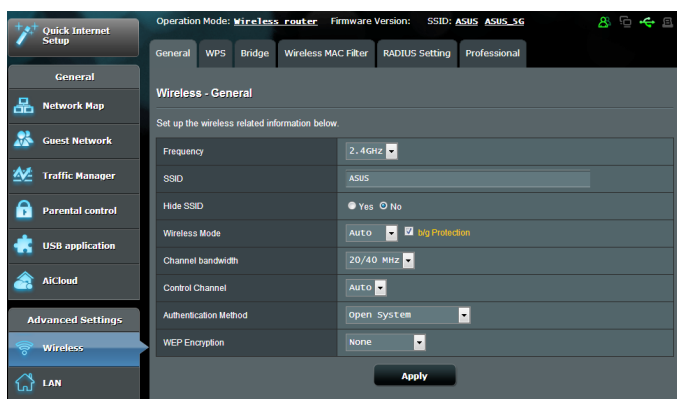 Quick Internet Setup
Operation Mode: Wireless router Firmware Version: SSID: ASUS ASUS_5G
General WPS Bridge Wireless MAC Filter RADIUS Setting Professional
General
Network Map
Guest Network
Traffic Manager
Parental control
USB application
AiCloud
Advanced Settings
Wireless
LAN
Wireless - General
Set up the wireless related information below.
Frequency 2.4GHz
SSID ASUS
Hide SSID Yes No
Wireless Mode Auto b/g Protection
Channel bandwidth 20/40 MHz
Control Channel Auto
Authentication Method Open System
WEP Encryption None
Apply